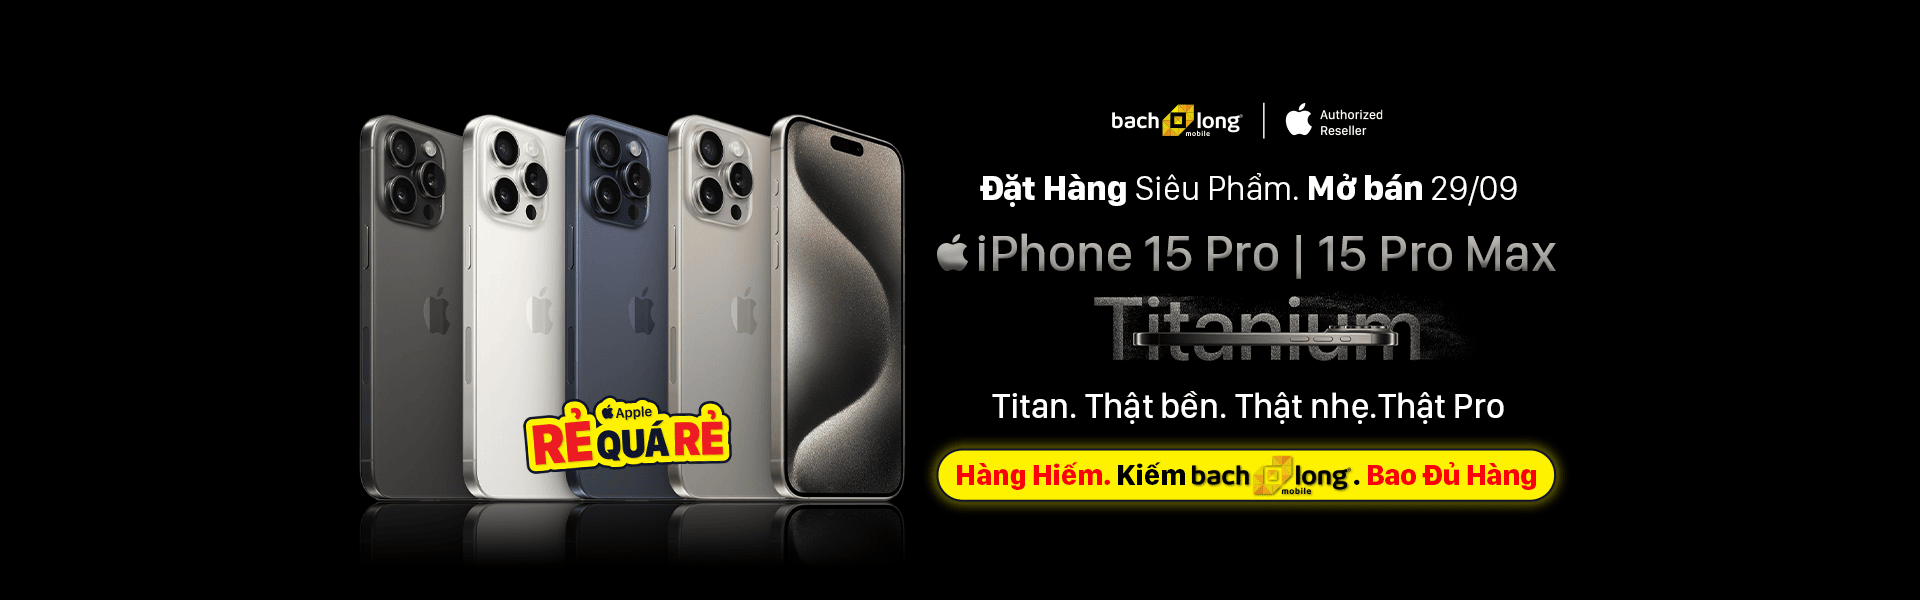 bach long
mobile
Authorized
Reseller
Đặt Hàng Siêu Phẩm. Mở bán 29/09
iPhone 15 Pro | 15 Pro Max
Titanium
Titan. Thật bền. Thật nhẹ.Thật Pro
Hàng Hiếm. Kiếm bach long. Bao Đủ Hàng
mobile
Apple
RẺ QUÁ RẺ